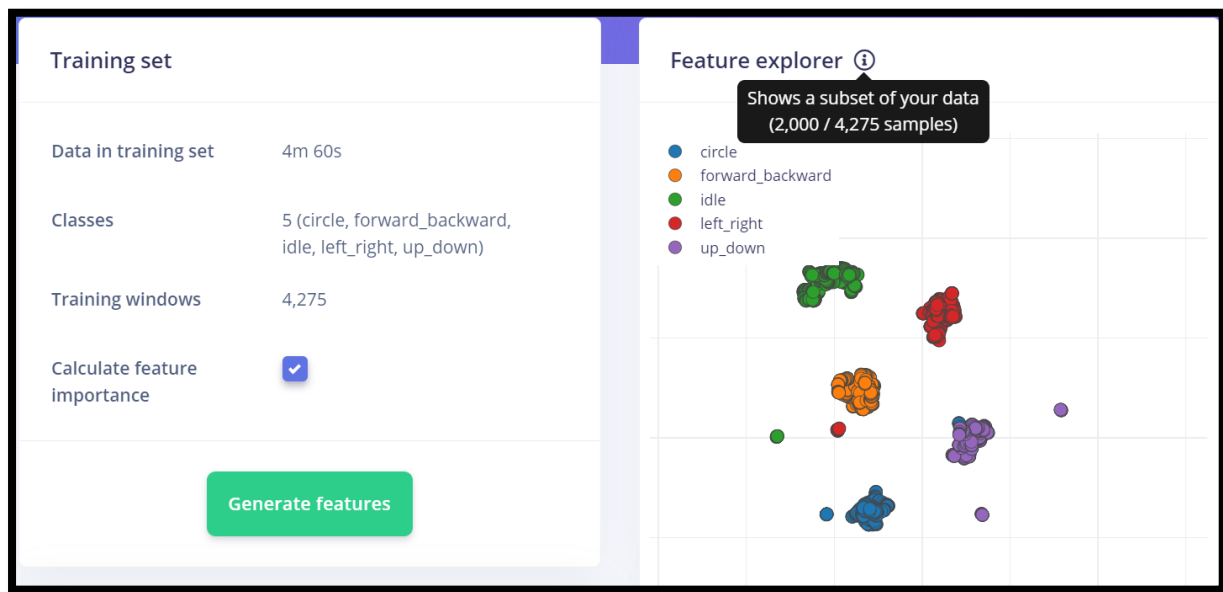 Training set
Data in training set 4m 60s
Classes 5 (circle, forward_backward,
idle, left_right, up_down)
Training windows 4,275
Calculate feature
importance
Generate features
Feature explorer
Shows a subset of your data
(2,000 / 4,275 samples)
circle
forward_backward
idle
left_right
up_down